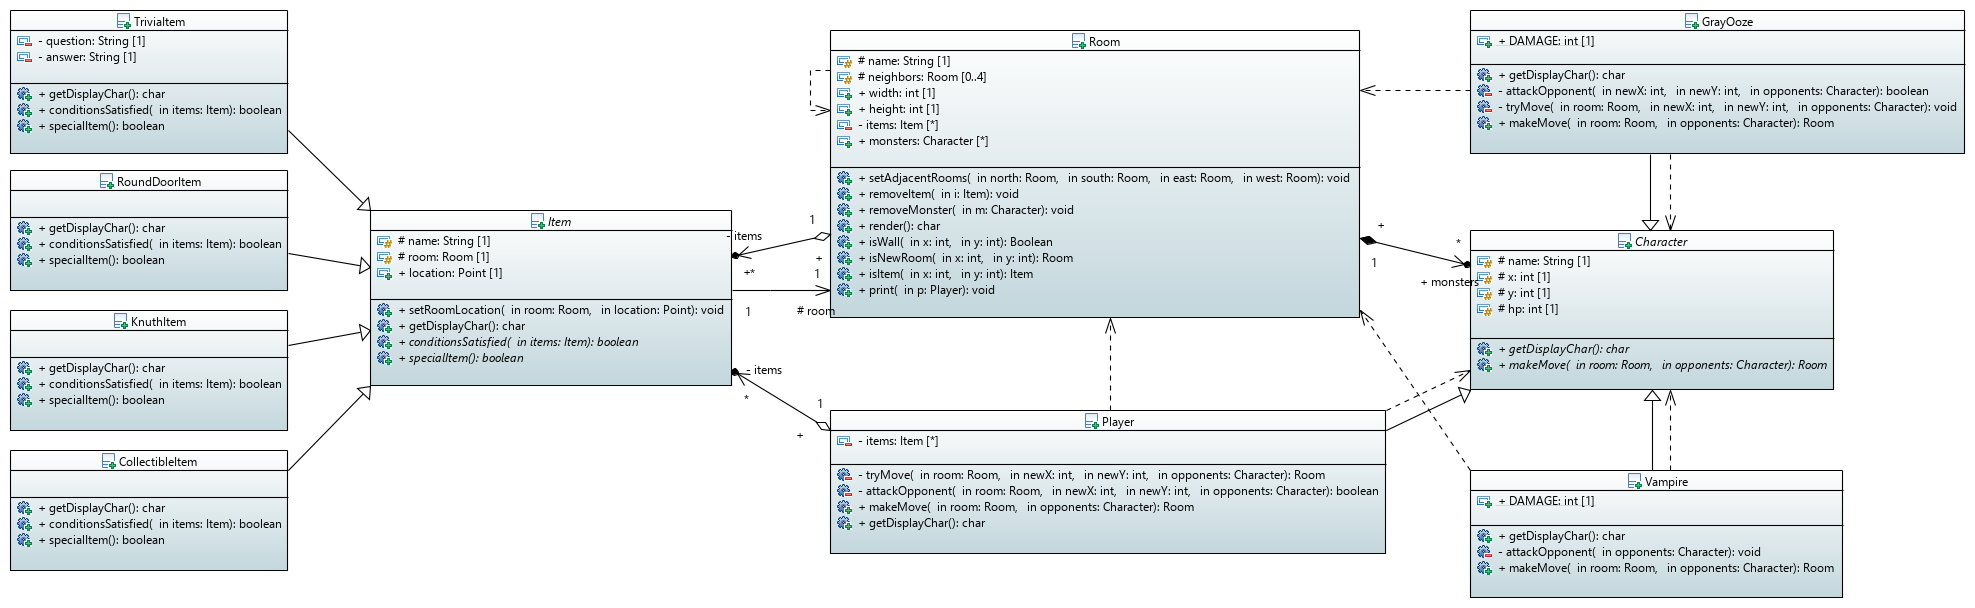 TriviaItem
- question: String [1]
- answer: String [1]
+ getDisplayChar(): char
+ conditionsSatisfied( in items: Item): boolean
+ specialItem(): boolean
RoundDoorItem
+ getDisplayChar(): char
+ conditionsSatisfied( in items: Item): boolean
+ specialItem(): boolean
KnuthItem
+ getDisplayChar(): char
+ conditionsSatisfied( in items: Item): boolean
+ specialItem(): boolean
CollectibleItem
+ getDisplayChar(): char
+ conditionsSatisfied( in items: Item): boolean
+ specialItem(): boolean
Item
# name: String [1]
# room: Room [1]
+ location: Point [1]
+ setRoomLocation( in room: Room, in location: Point): void
+ getDisplayChar(): char
+ conditionsSatisfied( in items: Item): boolean
+ specialItem(): boolean
1
- items
+
+*
1
1
# room
- items
*
1
+
Room
# name: String [1]
# neighbors: Room [0..4]
+ width: int [1]
+ height: int [1]
- items: Item [*]
+ monsters: Character [*]
+ setAdjacentRooms( in north: Room, in south: Room, in east: Room, in west: Room): void
+ removeItem( in i: Item): void
+ removeMonster( in m: Character): void
+ render(): char
+ isWall( in x: int, in y: int): Boolean
+ isNewRoom( in x: int, in y: int): Room
+ isItem( in x: int, in y: int): Item
+ print( in p: Player): void
Player
- items: Item [*]
- tryMove( in room: Room, in newX: int, in newY: int, in opponents: Character): Room
- attackOpponent( in room: Room, in newX: int, in newY: int, in opponents: Character): boolean
+ makeMove( in room: Room, in opponents: Character): Room
+ getDisplayChar(): char
+
*
1
+ monsters
GrayOoze
+ DAMAGE: int [1]
+ getDisplayChar(): char
- attackOpponent( in newX: int, in newY: int, in opponents: Character): boolean
- tryMove( in room: Room, in newX: int, in newY: int, in opponents: Character): void
+ makeMove( in room: Room, in opponents: Character): Room
Character
# name: String [1]
# x: int [1]
# y: int [1]
# hp: int [1]
+ getDisplayChar(): char
+ makeMove( in room: Room, in opponents: Character): Room
Vampire
+ DAMAGE: int [1]
+ getDisplayChar(): char
- attackOpponent( in opponents: Character): void
+ makeMove( in room: Room, in opponents: Character): Room